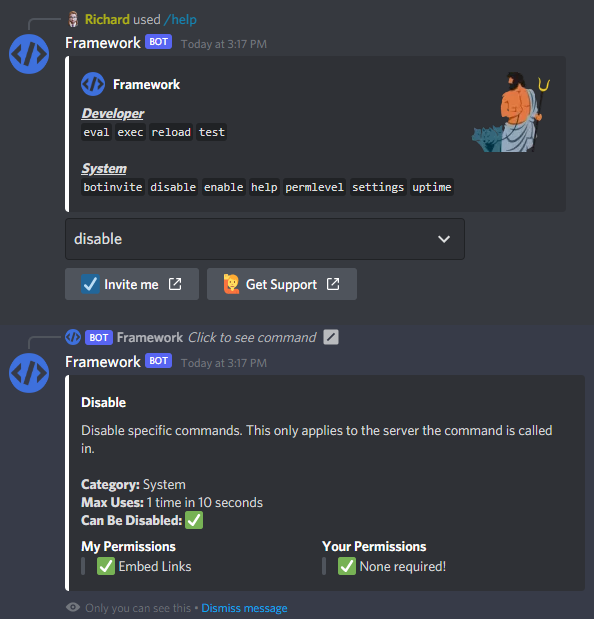 Richard used /help
Framework BOT Today at 3:17 PM
Framework
Developer
eval exec reload test
System
botinvite disable enable help permlevel settings uptime
disable
Invite me
Get Support
BOT Framework Click to see command
Framework BOT Today at 3:17 PM
Disable
Disable specific commands. This only applies to the server the command is called
in.
Category: System
Max Uses: 1 time in 10 seconds
Can Be Disabled: ✅
My Permissions
✅ Embed Links
Your Permissions
✅ None required!
Only you can see this • Dismiss message